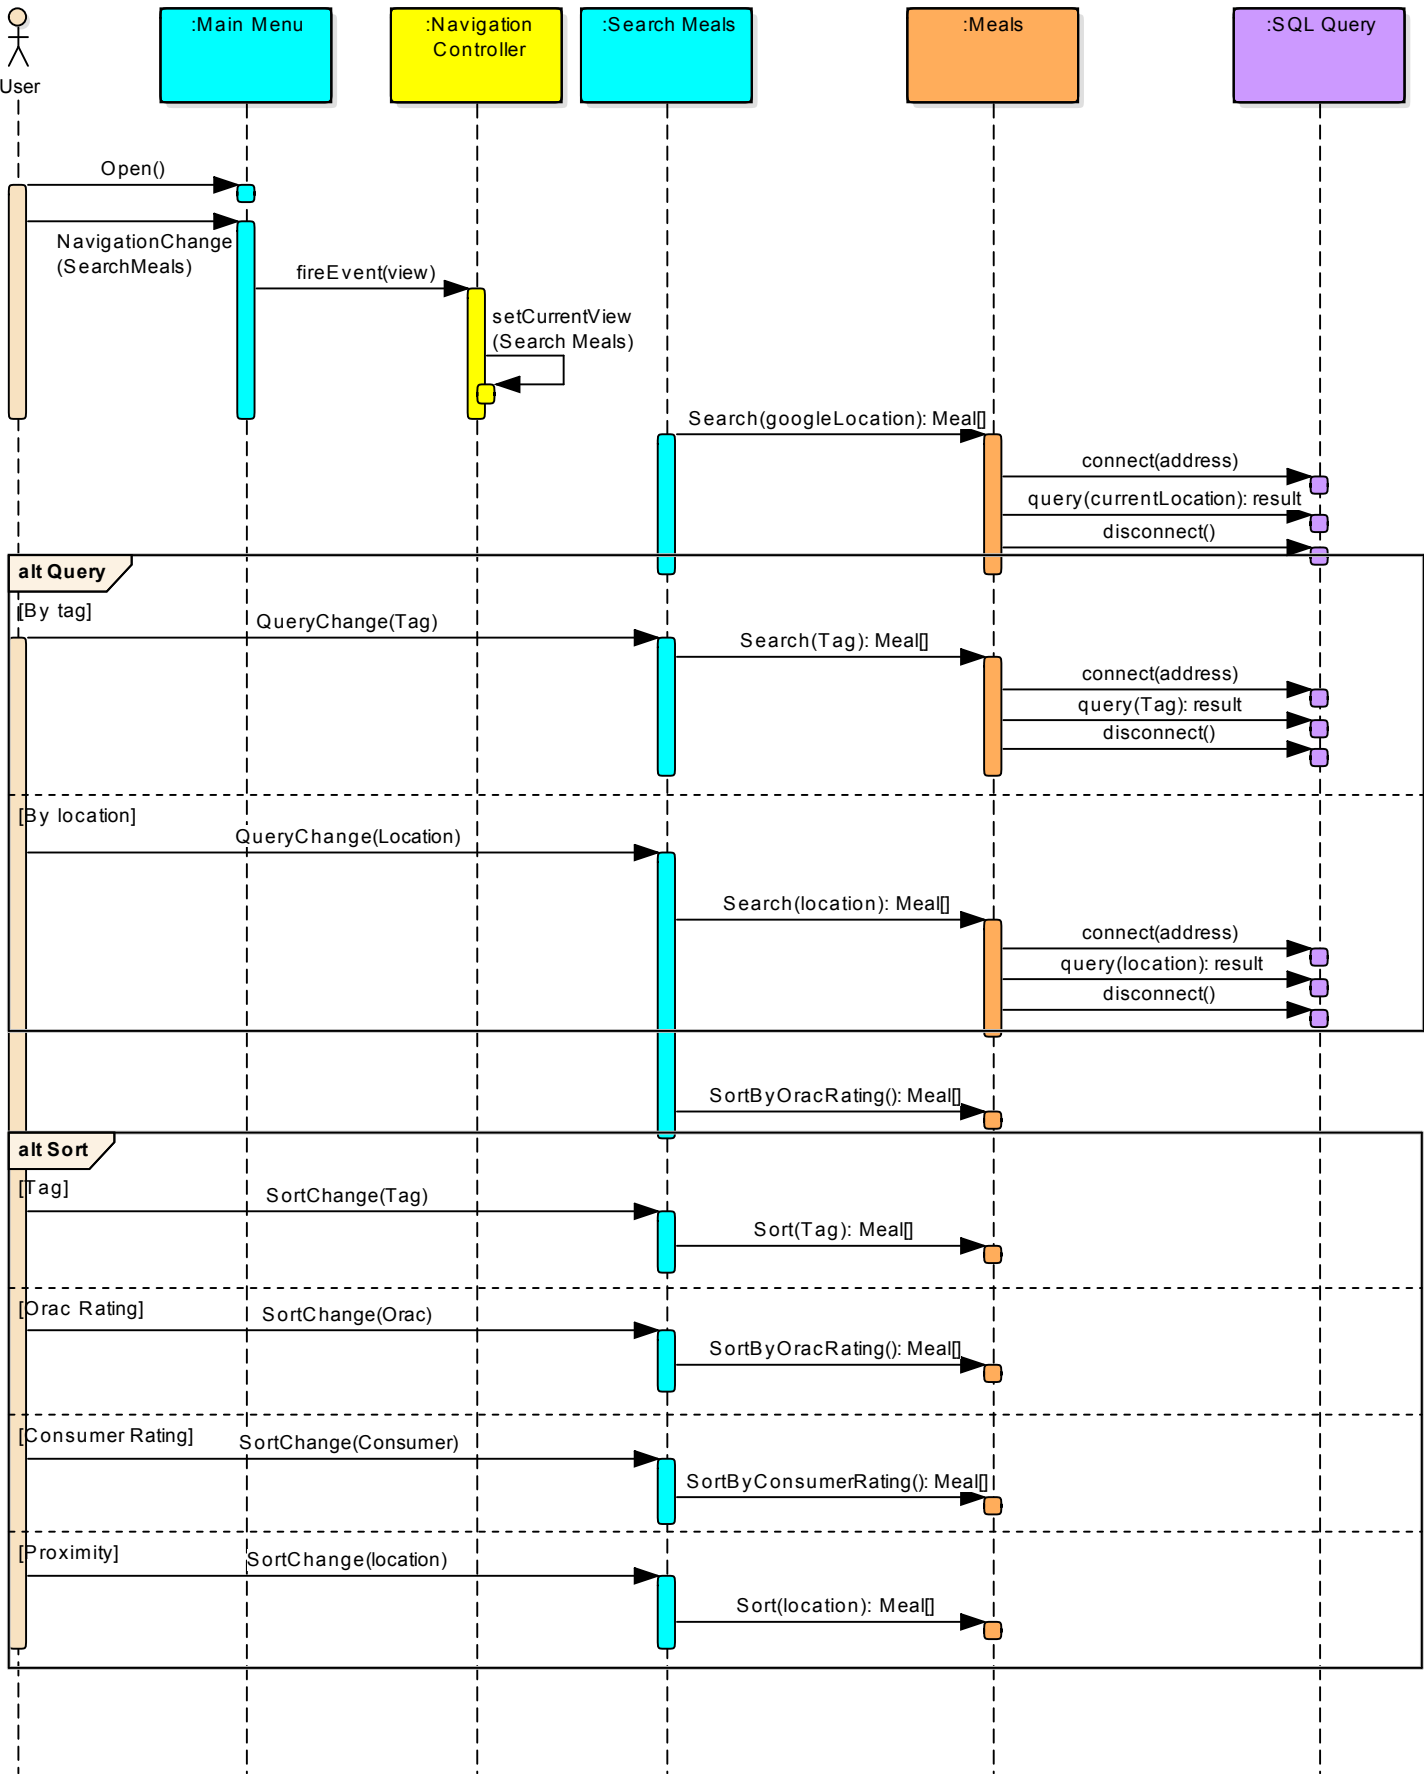 :Main Menu
:Navigation
Controller
:Search Meals
:Meals
:SQL Query
User
Open()
NavigationChange
(SearchMeals)
fireEvent(view)
setCurrentView
(Search Meals)
Search(googleLocation): Meal[]
connect(address)
query(currentLocation): result
disconnect()
alt Query
[By tag]
QueryChange(Tag)
Search(Tag): Meal[]
connect(address)
query(Tag): result
disconnect()
[By location]
QueryChange(Location)
Search(location): Meal[]
connect(address)
query(location): result
disconnect()
SortByOracRating(): Meal[]
alt Sort
[Tag]
SortChange(Tag)
Sort(Tag): Meal[]
[Orac Rating]
SortChange(Orac)
SortByOracRating(): Meal[]
[Consumer Rating]
SortChange(Consumer)
SortByConsumerRating(): Meal[]
[Proximity]
SortChange(location)
Sort(location): Meal[]